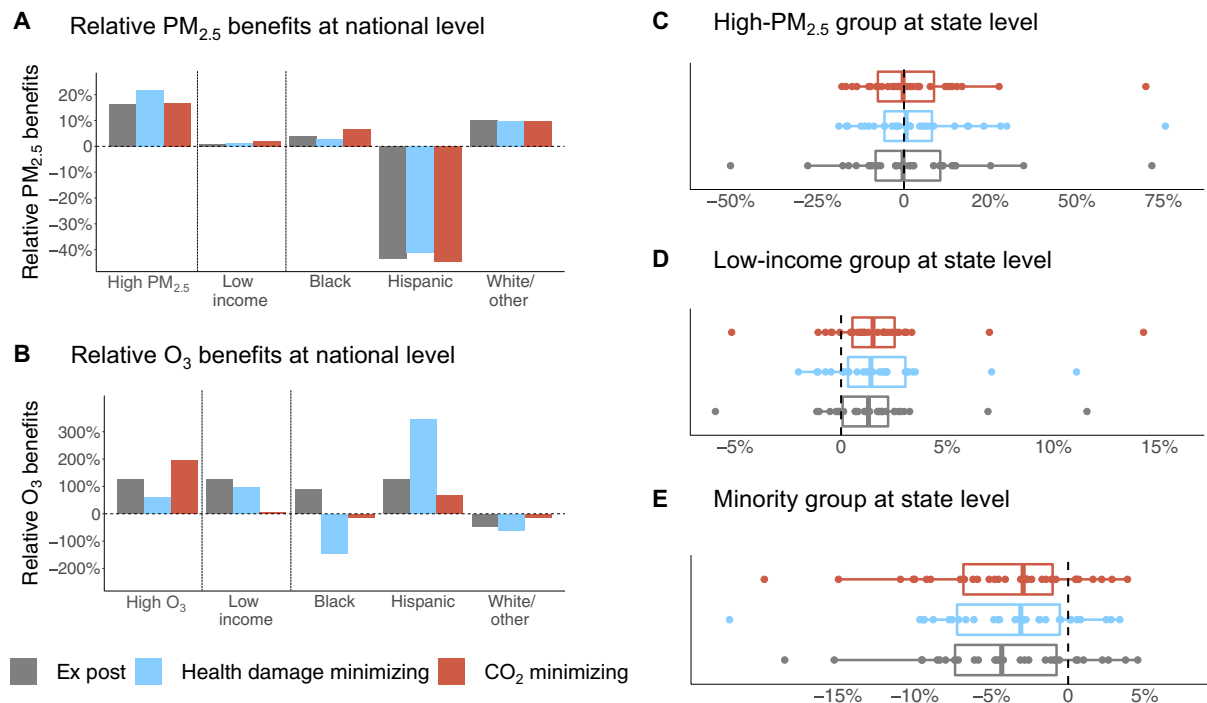 A Relative PM2.5 benefits at national level
Relative PM2.5 benefits
20%
10%
0
−10%
−20%
−30%
−40%
High PM2.5
Low
income
Black
Hispanic
White/
other
B Relative O3 benefits at national level
Relative O3 benefits
300%
200%
100%
0
−100%
−200%
High O3
Low
income
Black
Hispanic
White/
other
Ex post Health damage minimizing CO2 minimizing
C High-PM2.5 group at state level
−50% −25% 0 20% 50% 75%
D Low-income group at state level
−5% 0 5% 10% 15%
E Minority group at state level
−15% −10% −5% 0 5%